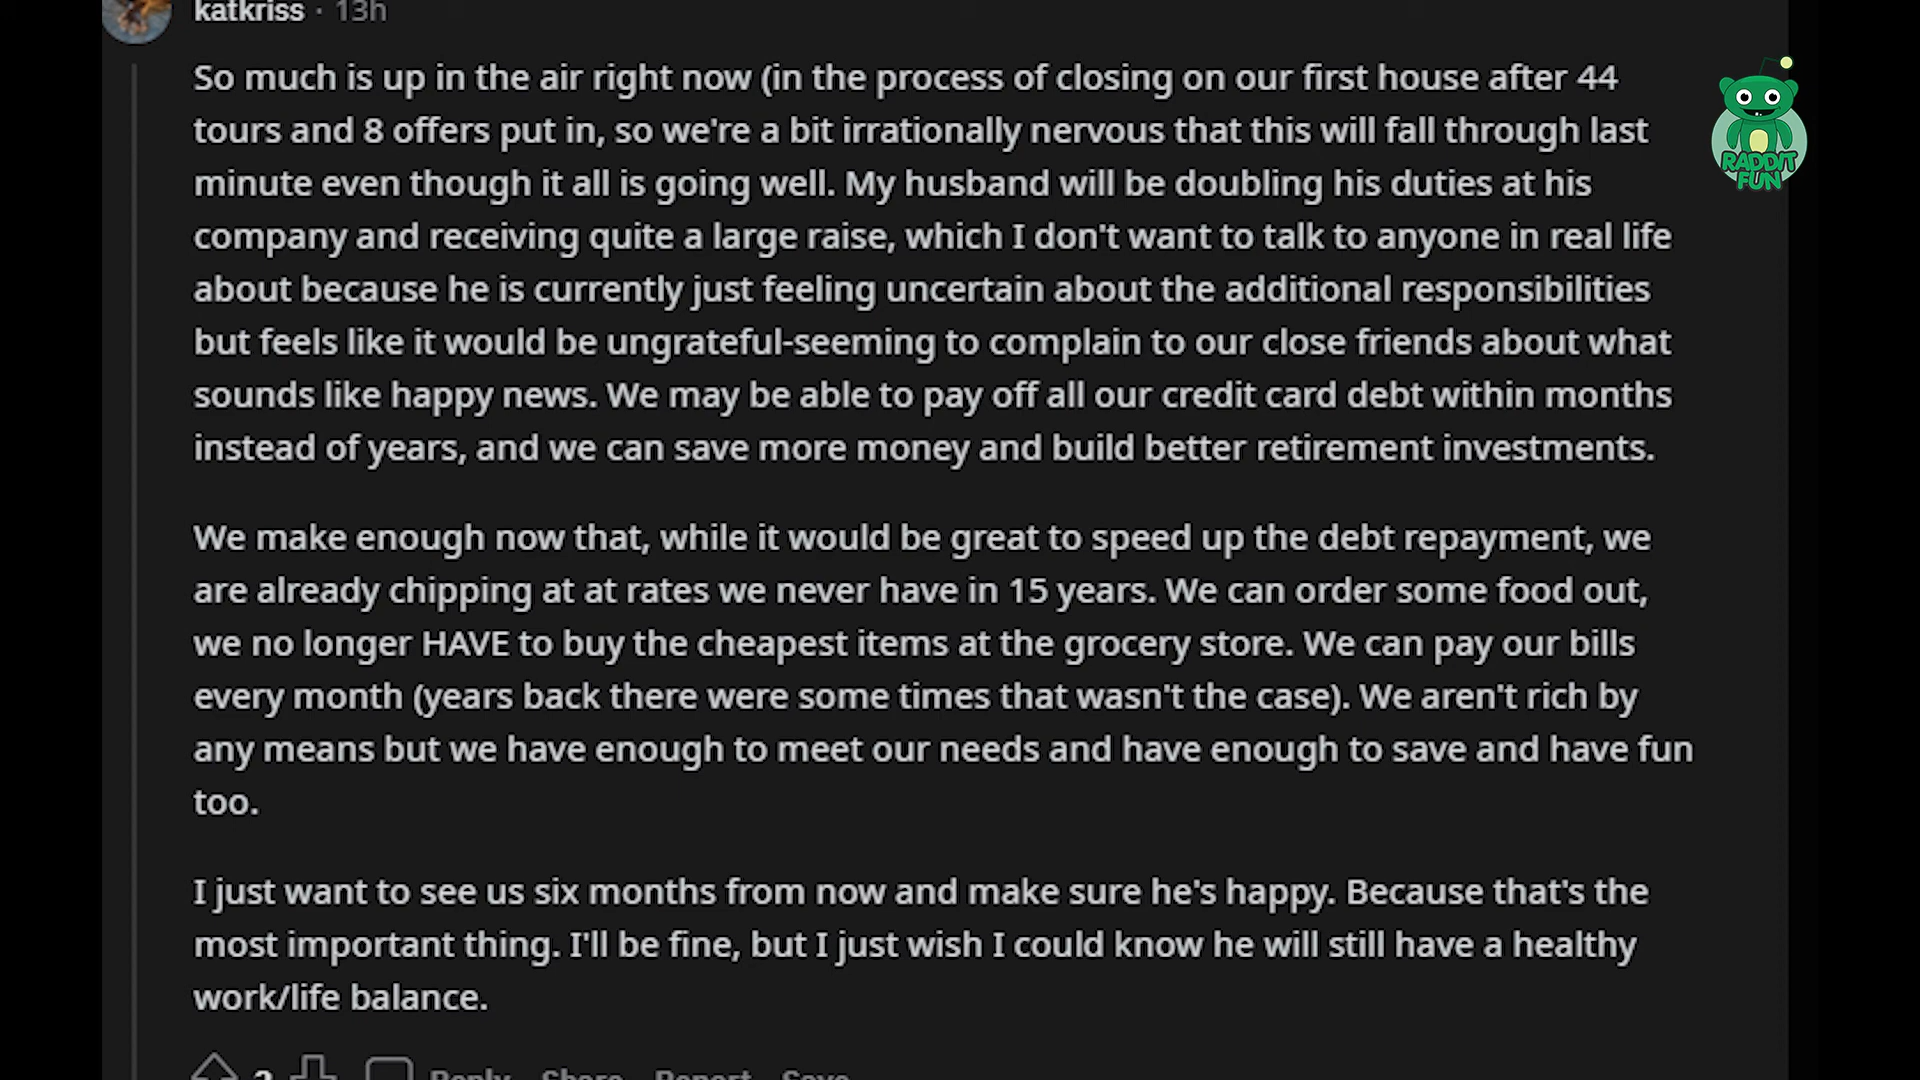 katkriss · 13h
So much is up in the air right now (in the process of closing on our first house after 44
tours and 8 offers put in, so we're a bit irrationally nervous that this will fall through last
minute even though it all is going well. My husband will be doubling his duties at his
company and receiving quite a large raise, which I don't want to talk to anyone in real life
about because he is currently just feeling uncertain about the additional responsibilities
but feels like it would be ungrateful-seeming to complain to our close friends about what
sounds like happy news. We may be able to pay off all our credit card debt within months
instead of years, and we can save more money and build better retirement investments.
We make enough now that, while it would be great to speed up the debt repayment, we
are already chipping at at rates we never have in 15 years. We can order some food out,
we no longer HAVE to buy the cheapest items at the grocery store. We can pay our bills
every month (years back there were some times that wasn't the case). We aren't rich by
any means but we have enough to meet our needs and have enough to save and have fun
too.
I just want to see us six months from now and make sure he's happy. Because that's the
most important thing. I'll be fine, but I just wish I could know he will still have a healthy
work/life balance.
Reply Share Report Save
RADDIT
FUN